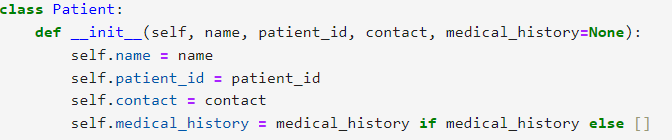 class Patient:
    def __init__(self, name, patient_id, contact, medical_history=None):
        self.name = name
        self.patient_id = patient_id
        self.contact = contact
        self.medical_history = medical_history if medical_history else []